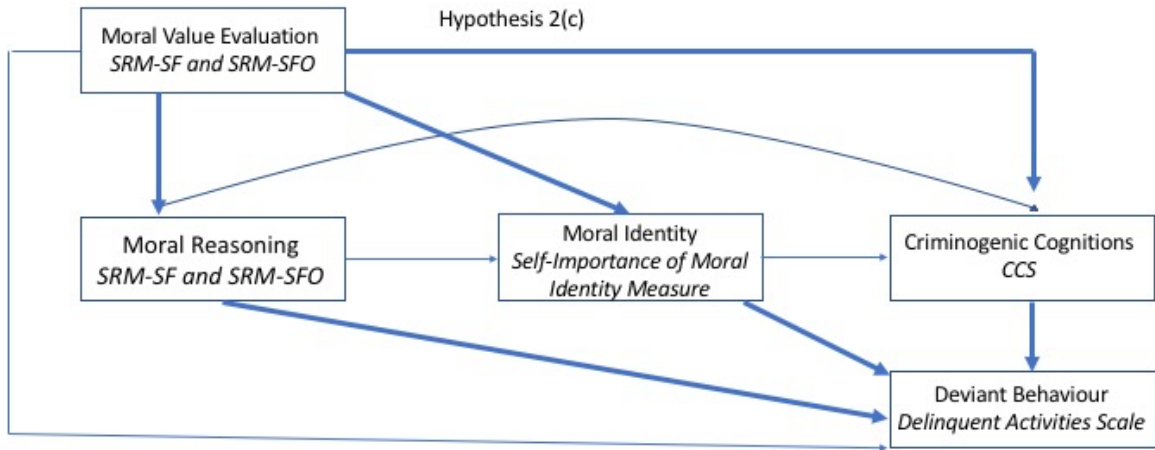 Hypothesis 2(c)
Moral Value Evaluation
SRM-SF and SRM-SFO
Moral Reasoning
SRM-SF and SRM-SFO
Moral Identity
Self-Importance of Moral
Identity Measure
Criminogenic Cognitions
CCS
Deviant Behaviour
Delinquent Activities Scale